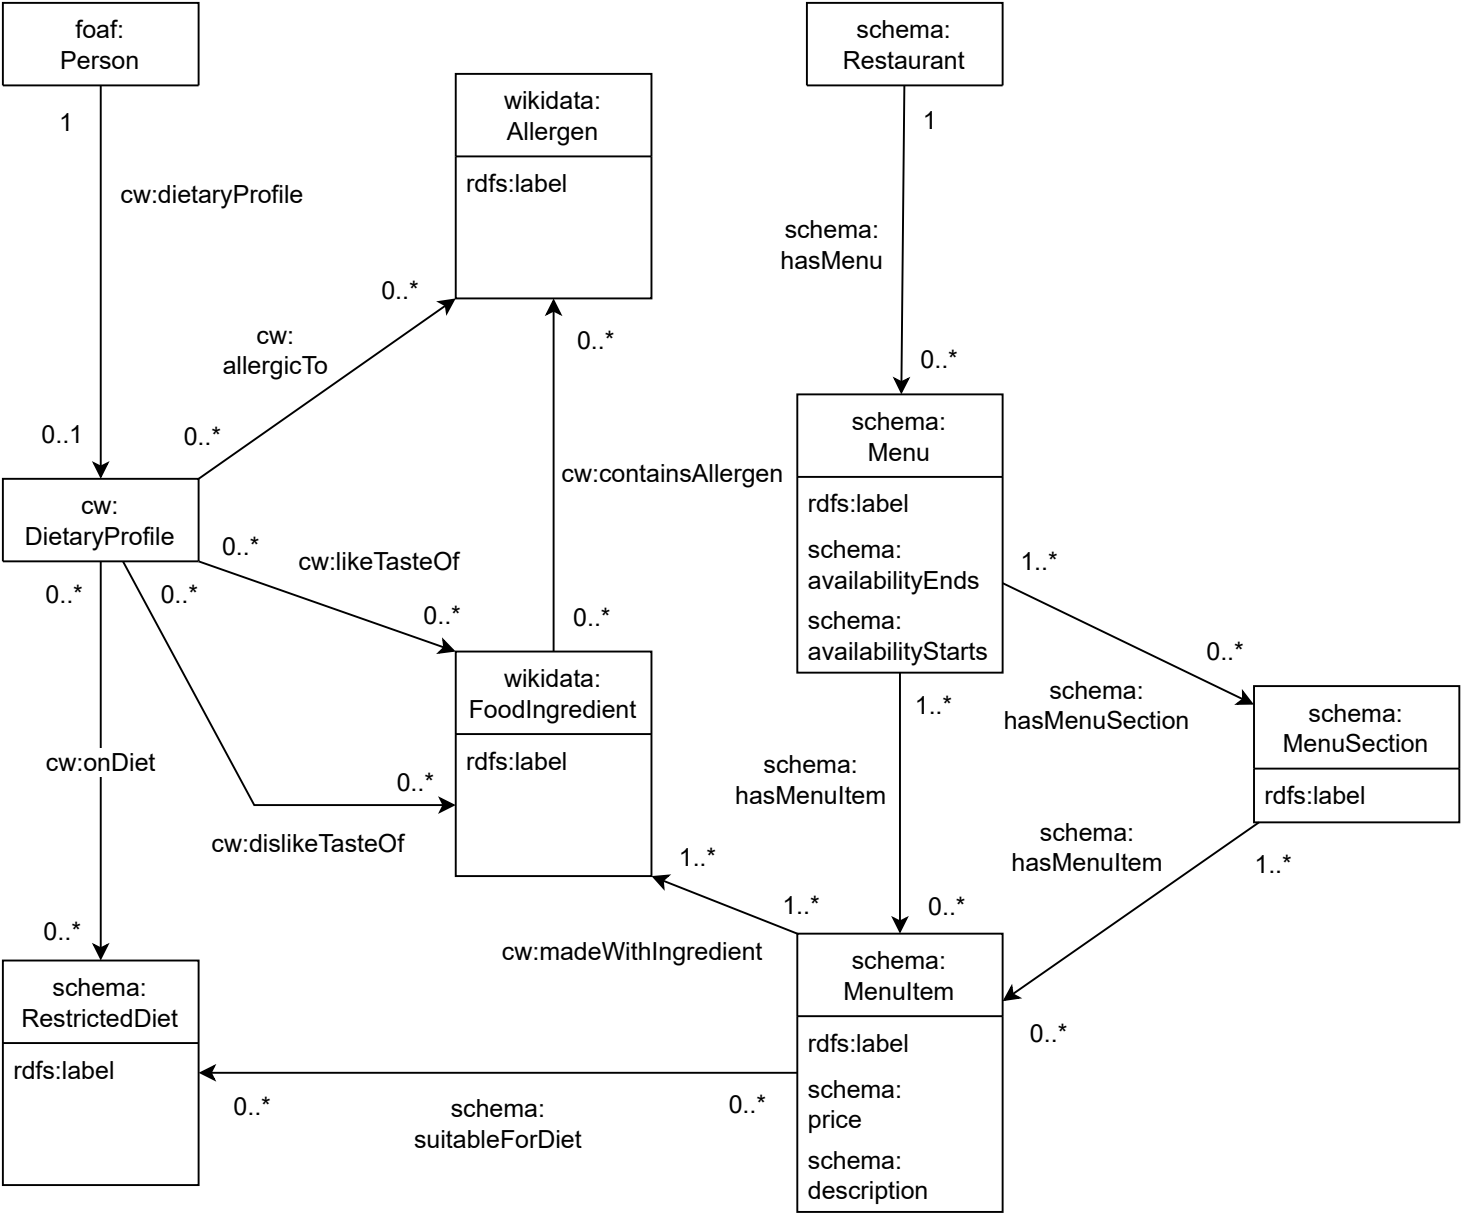 foaf:
Person
schema:
Restaurant
wikidata:
Allergen
rdfs:label
1
1
cw:dietaryProfile
schema:
hasMenu
0..*
cw:
allergicTo
0..*
0..*
0..1
0..*
schema:
Menu
rdfs:label
schema:
availabilityEnds
schema:
availabilityStarts
cw:containsAllergen
cw:
DietaryProfile
0..*
cw:likeTasteOf
0..*
0..*
0..*
0..*
0..*
1..*
0..*
schema:
hasMenuSection
wikidata:
FoodIngredient
rdfs:label
1..*
schema:
MenuSection
rdfs:label
cw:onDiet
schema:
hasMenuItem
0..*
cw:dislikeTasteOf
schema:
hasMenuItem
1..*
1..*
1..*
0..*
0..*
cw:madeWithIngredient
schema:
RestrictedDiet
rdfs:label
schema:
MenuItem
rdfs:label
schema:
price
schema:
description
0..*
0..*
schema:
suitableForDiet
0..*